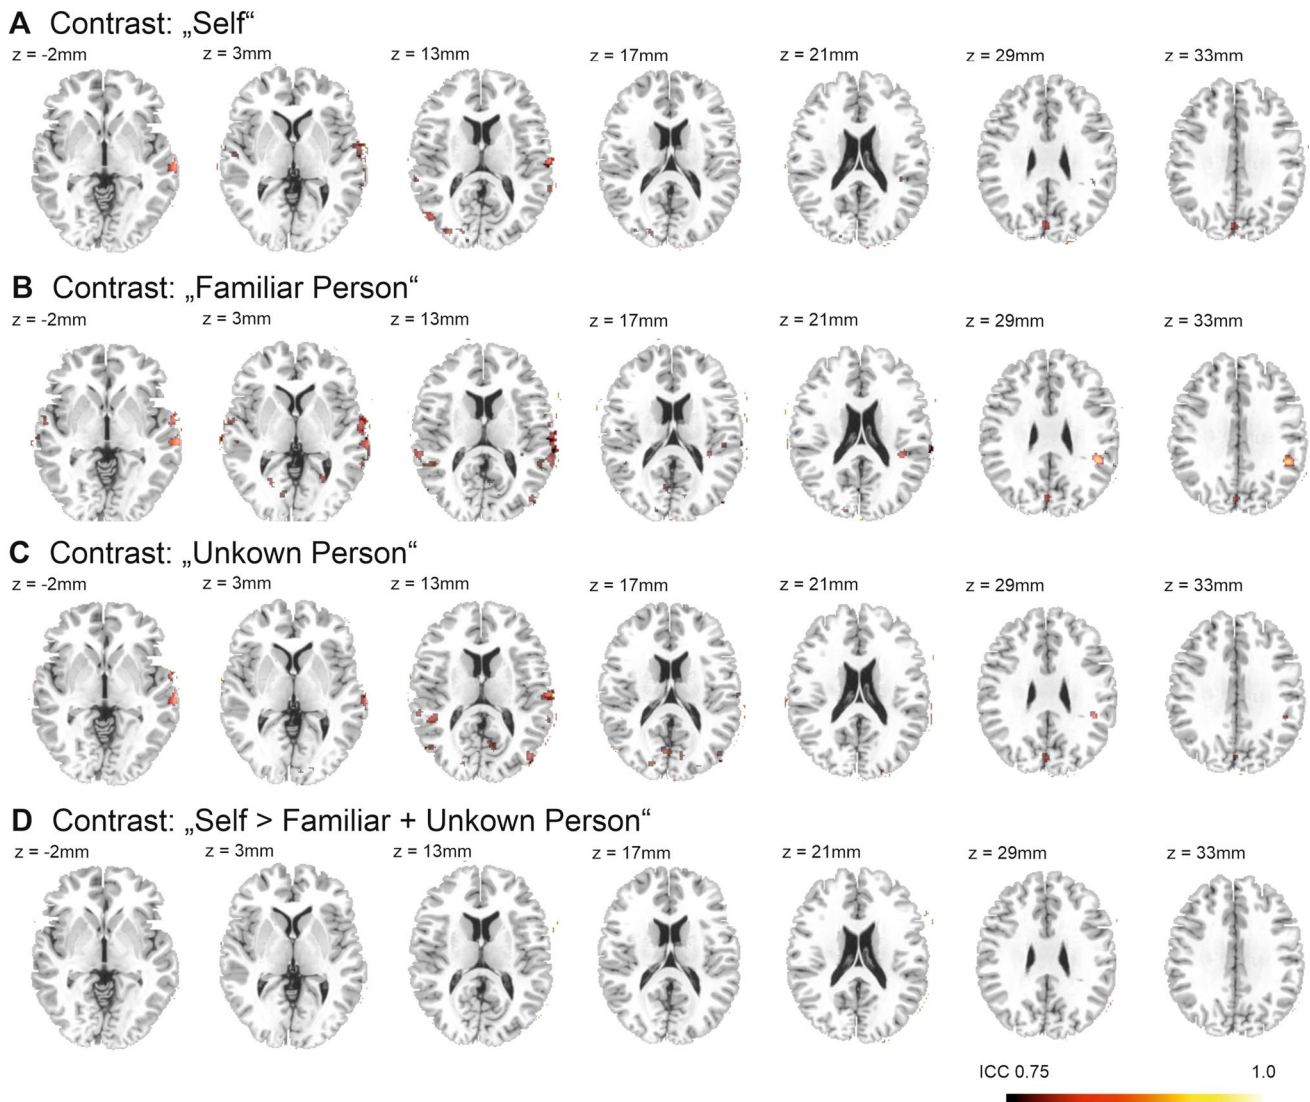 A Contrast: „Self“
z = -2mm z = 3mm z = 13mm z = 17mm z = 21mm z = 29mm z = 33mm
B Contrast: „Familiar Person“
z = -2mm z = 3mm z = 13mm z = 17mm z = 21mm z = 29mm z = 33mm
C Contrast: „Unkown Person“
z = -2mm z = 3mm z = 13mm z = 17mm z = 21mm z = 29mm z = 33mm
D Contrast: „Self > Familiar + Unkown Person“
z = -2mm z = 3mm z = 13mm z = 17mm z = 21mm z = 29mm z = 33mm
ICC 0.75 1.0